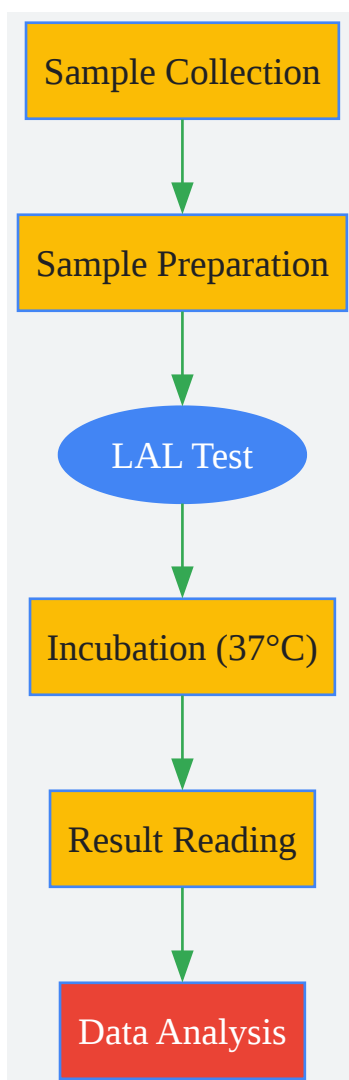 Sample Collection
Sample Preparation
LAL Test
Incubation (37°C)
Result Reading
Data Analysis